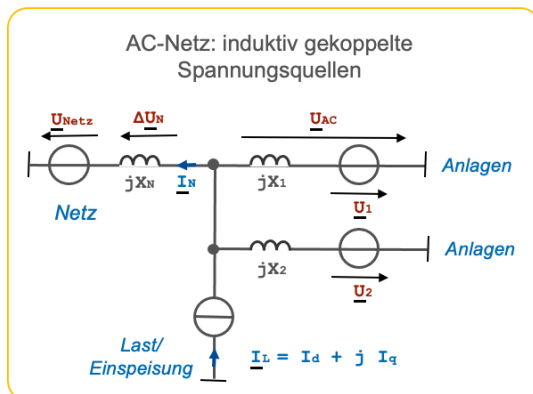 AC-Netz: induktiv gekoppelte
Spannungsquellen
UNetz
ΔUN
UAC
jXN
IN
jX1
Anlagen
Netz
U1
jX2
Anlagen
U2
Last/
Einspeisung
IL = Id + j Iq